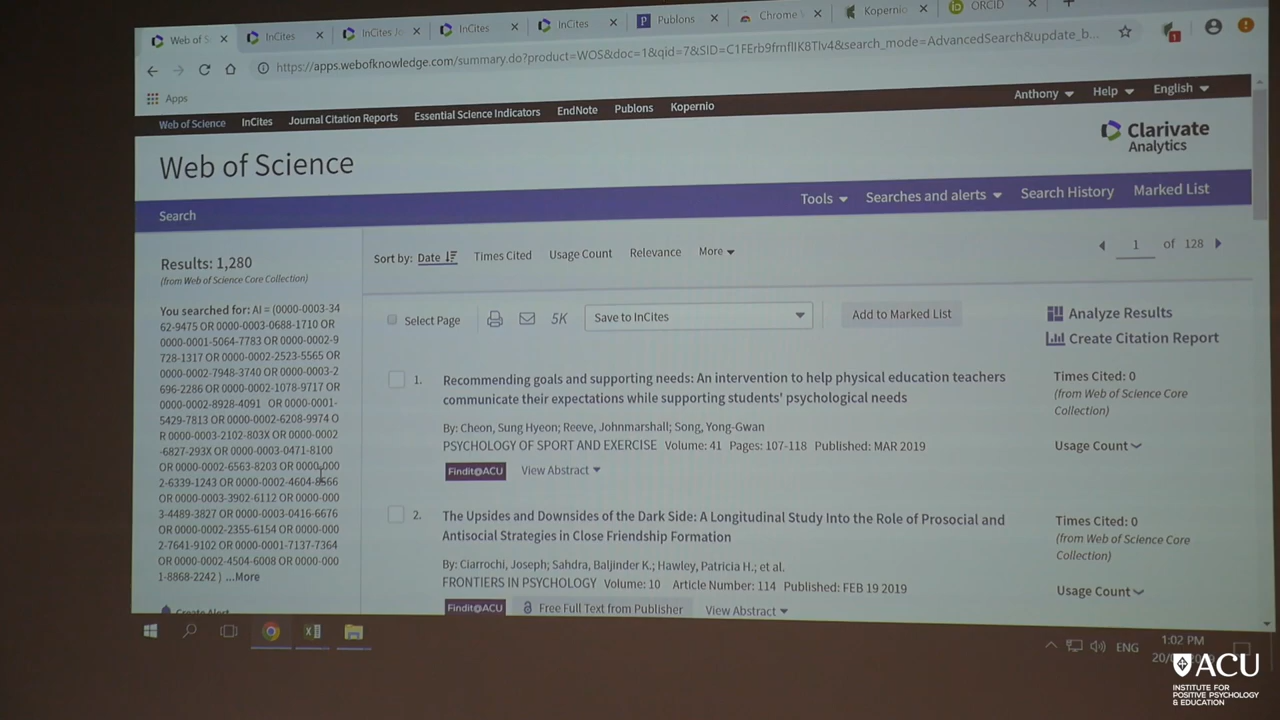 Web of S
InCites
InCites Jo
InCites
InCites
Publons
Chrome
Kopernio
ORCID
https://apps.webofknowledge.com/summary.do?product=WOS&doc=1&qid=7&SID=C1FErb9frnfIIK8TIv4&search_mode=AdvancedSearch&update_b...
Apps
Web of Science InCites Journal Citation Reports Essential Science Indicators EndNote Publons Kopernio
Anthony Help English
Clarivate
Analytics
Web of Science
Search
Tools Searches and alerts Search History Marked List
Results: 1,280
(from Web of Science Core Collection)
You searched for: AI = (0000-0003-34
62-9475 OR 0000-0003-0688-1710 OR
0000-0001-5064-7783 OR 0000-0002-9
728-1317 OR 0000-0002-2523-5565 OR
0000-0002-7948-3740 OR 0000-0003-2
696-2286 OR 0000-0002-1078-9717 OR
0000-0002-8928-4091 OR 0000-0001-
5429-7813 OR 0000-0002-6208-9974 O
R 0000-0003-2102-803X OR 0000-0002
-6827-293X OR 0000-0003-0471-8100
OR 0000-0002-6563-8203 OR 0000-000
2-6339-1243 OR 0000-0002-4604-8566
OR 0000-0003-3902-6112 OR 0000-000
3-4489-3827 OR 0000-0003-0416-6676
OR 0000-0002-2355-6154 OR 0000-000
2-7641-9102 OR 0000-0001-7137-7364
OR 0000-0002-4504-6008 OR 0000-000
1-8868-2242 ) ...More
Create Alert
Sort by: Date Times Cited Usage Count Relevance More
1 of 128
Select Page 5K Save to InCites Add to Marked List
Analyze Results
Create Citation Report
1. Recommending goals and supporting needs: An intervention to help physical education teachers
communicate their expectations while supporting students' psychological needs
By: Cheon, Sung Hyeon; Reeve, Johnmarshall; Song, Yong-Gwan
PSYCHOLOGY OF SPORT AND EXERCISE Volume: 41 Pages: 107-118 Published: MAR 2019
Findit@ACU View Abstract
Times Cited: 0
(from Web of Science Core
Collection)
Usage Count
2. The Upsides and Downsides of the Dark Side: A Longitudinal Study Into the Role of Prosocial and
Antisocial Strategies in Close Friendship Formation
By: Ciarrochi, Joseph; Sahdra, Baljinder K.; Hawley, Patricia H.; et al.
FRONTIERS IN PSYCHOLOGY Volume: 10 Article Number: 114 Published: FEB 19 2019
Findit@ACU Free Full Text from Publisher View Abstract
Times Cited: 0
(from Web of Science Core
Collection)
Usage Count
ENG
1:02 PM
ACU
INSTITUTE FOR
POSITIVE PSYCHOLOGY
& EDUCATION